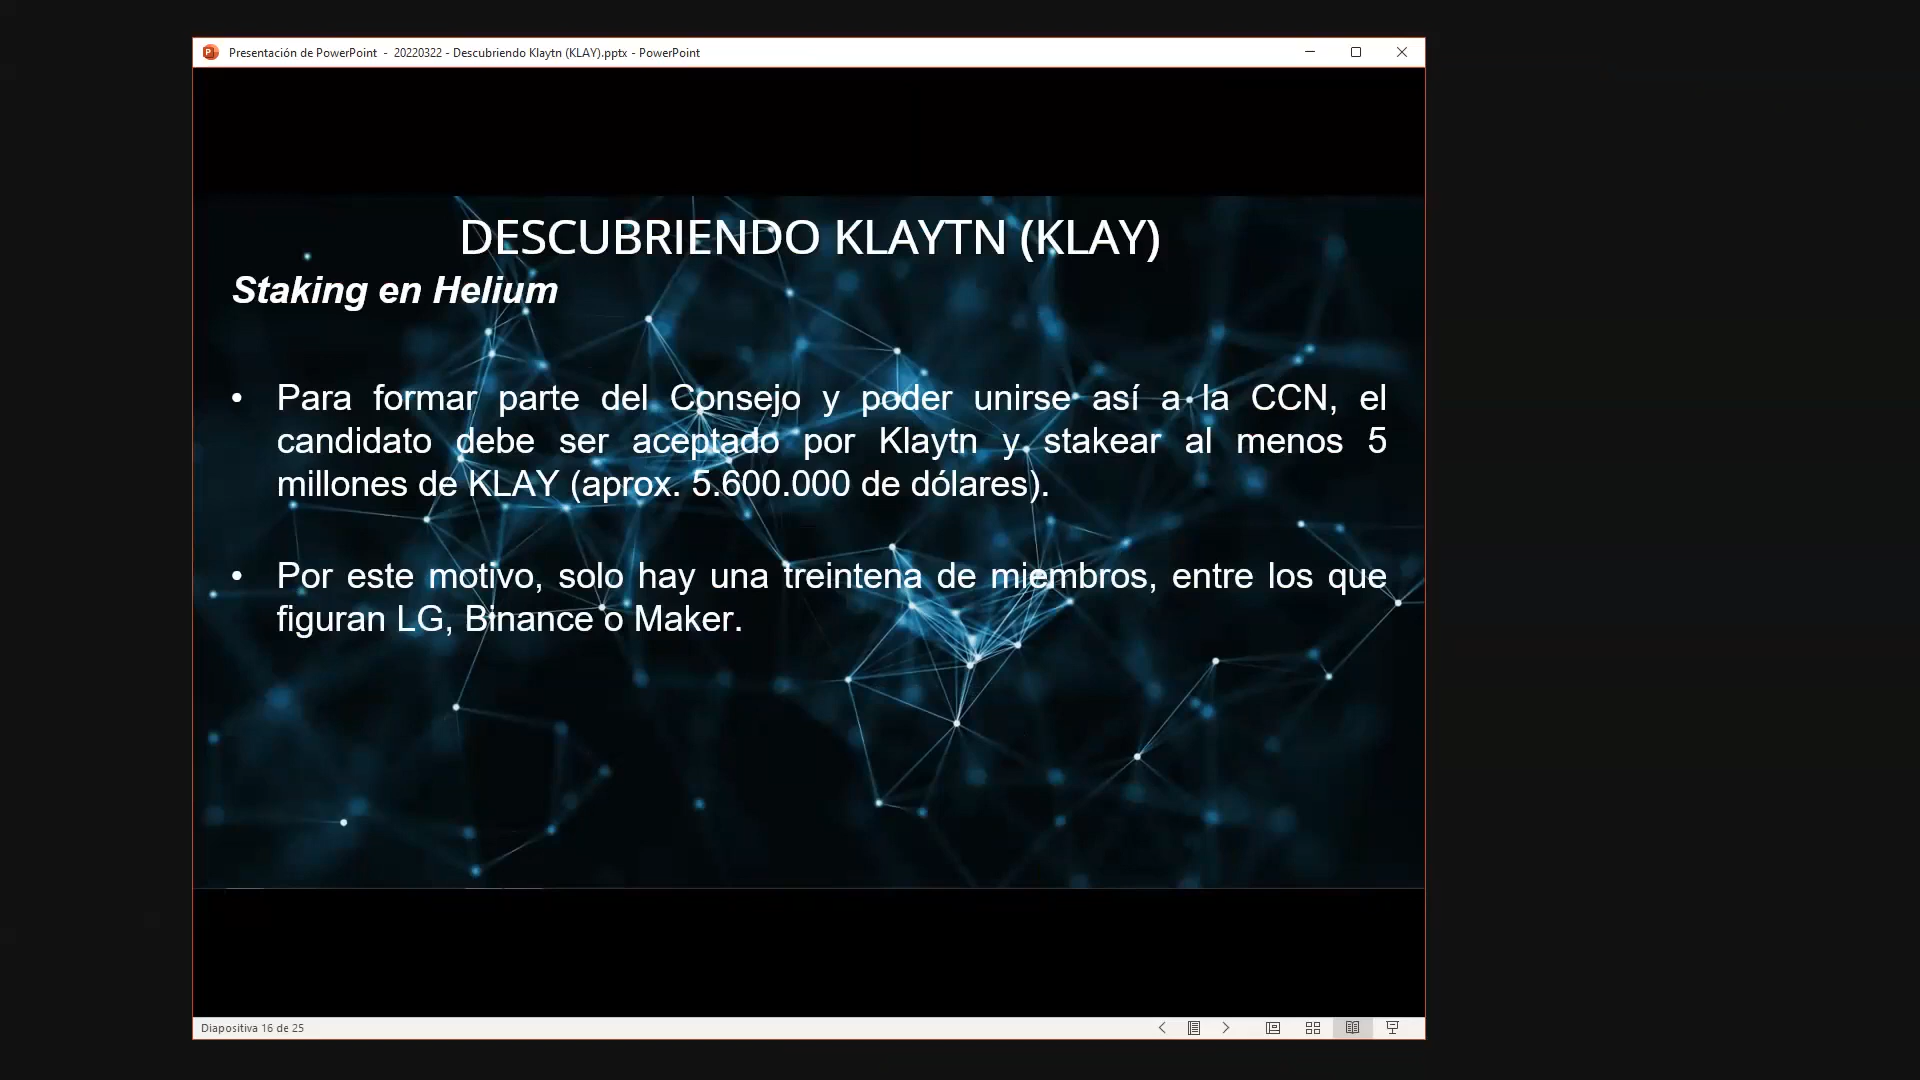 Presentación de PowerPoint - 20220322 - Descubriendo Klaytn (KLAY).pptx - PowerPoint
DESCUBRIENDO KLAYTN (KLAY)
Staking en Helium
• Para formar parte del Consejo y poder unirse así a la CCN, el
candidato debe ser aceptado por Klaytn y stakear al menos 5
millones de KLAY (aprox. 5.600.000 de dólares).
• Por este motivo, solo hay una treintena de miembros, entre los que
figuran LG, Binance o Maker.
Diapositiva 16 de 25